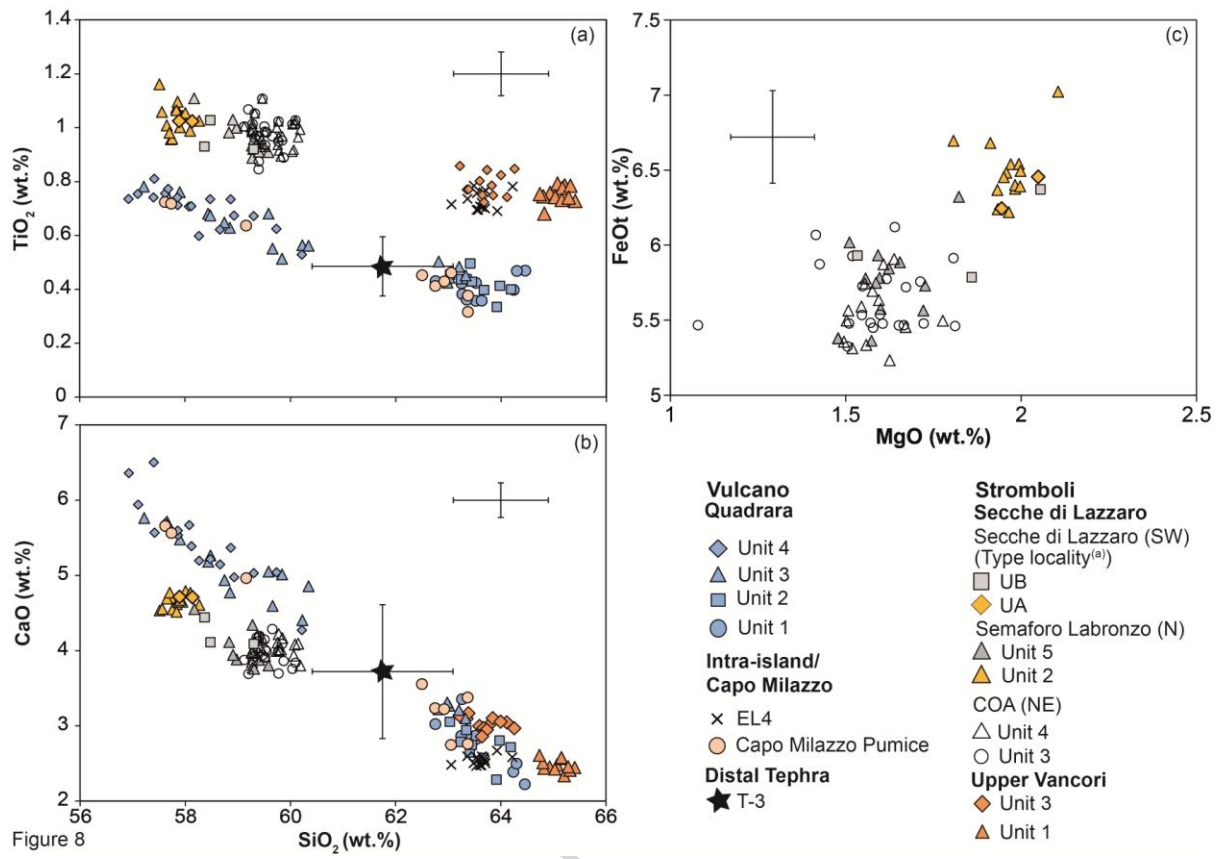 (a)
TiO2 (wt.%)
1.4
1.2
1
0.8
0.6
0.4
0.2
0
(b)
CaO (wt.%)
7
6
5
4
3
2
56
58
60
62
64
66
SiO2 (wt.%)
Figure 8
(c)
FeOt (wt.%)
7.5
7
6.5
6
5.5
5
1
1.5
2
2.5
MgO (wt.%)
Vulcano
Quadrara
Unit 4
Unit 3
Unit 2
Unit 1
Intra-island/
Capo Milazzo
EL4
Capo Milazzo Pumice
Distal Tephra
T-3
Stromboli
Secche di Lazzaro
Secche di Lazzaro (SW)
(Type locality(a))
UB
UA
Semaforo Labronzo (N)
Unit 5
Unit 2
COA (NE)
Unit 4
Unit 3
Upper Vancori
Unit 3
Unit 1